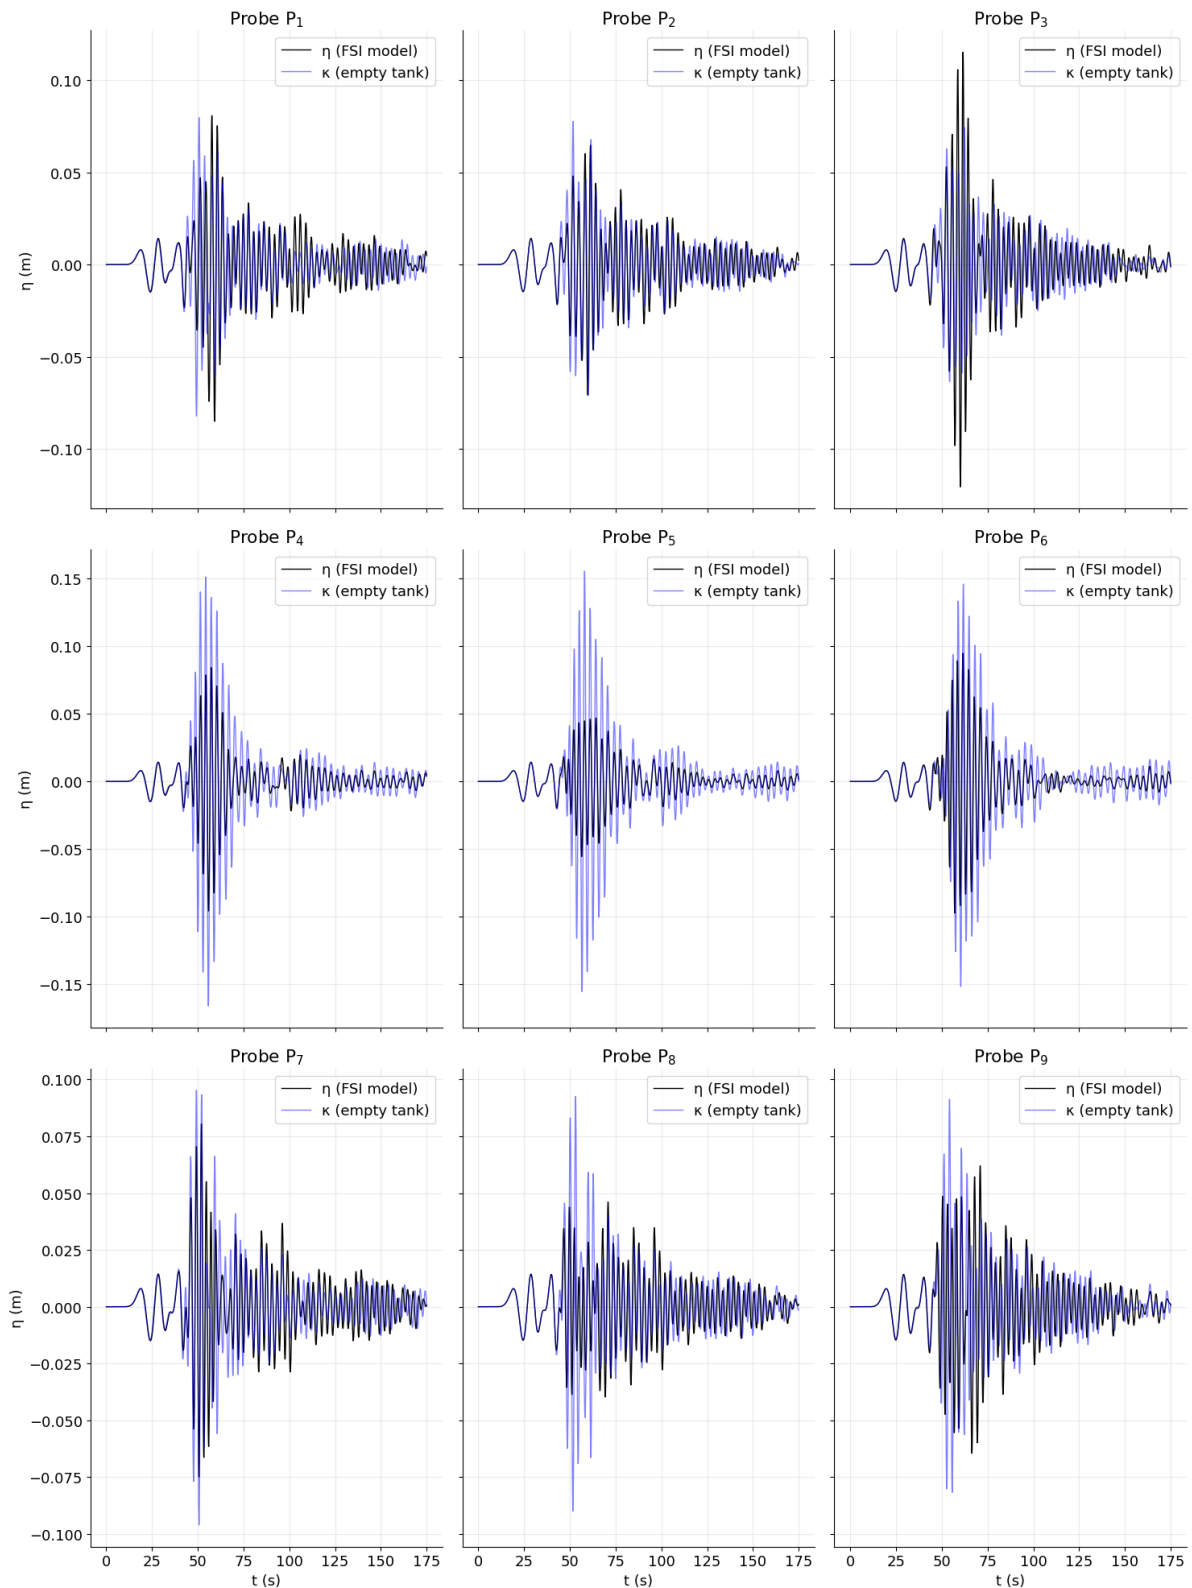 Probe P₁
Probe P₂
Probe P₃
η (FSI model)
κ (empty tank)
η (FSI model)
κ (empty tank)
η (FSI model)
κ (empty tank)
0.10
0.05
0.00
−0.05
−0.10
η (m)
Probe P₄
Probe P₅
Probe P₆
η (FSI model)
κ (empty tank)
η (FSI model)
κ (empty tank)
η (FSI model)
κ (empty tank)
0.15
0.10
0.05
0.00
−0.05
−0.10
−0.15
η (m)
Probe P₇
Probe P₈
Probe P₉
η (FSI model)
κ (empty tank)
η (FSI model)
κ (empty tank)
η (FSI model)
κ (empty tank)
0.100
0.075
0.050
0.025
0.000
−0.025
−0.050
−0.075
−0.100
η (m)
0 25 50 75 100 125 150 175
0 25 50 75 100 125 150 175
0 25 50 75 100 125 150 175
t (s)
t (s)
t (s)